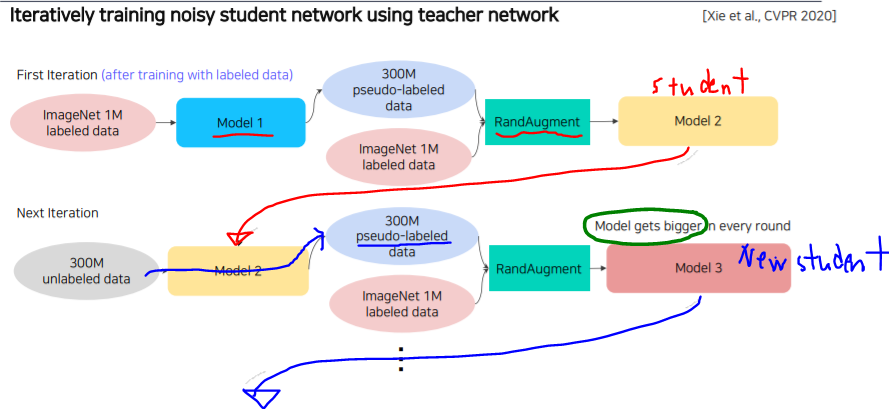 Iteratively training noisy student network using teacher network
[Xie et al., CVPR 2020]
First Iteration (after training with labeled data)
ImageNet 1M
labeled data
Model 1
300M
pseudo-labeled
data
ImageNet 1M
labeled data
RandAugment
student
Model 2
Next Iteration
300M
unlabeled data
Model 2
300M
pseudo-labeled
data
ImageNet 1M
labeled data
RandAugment
Model gets bigger in every round
Model 3
New student